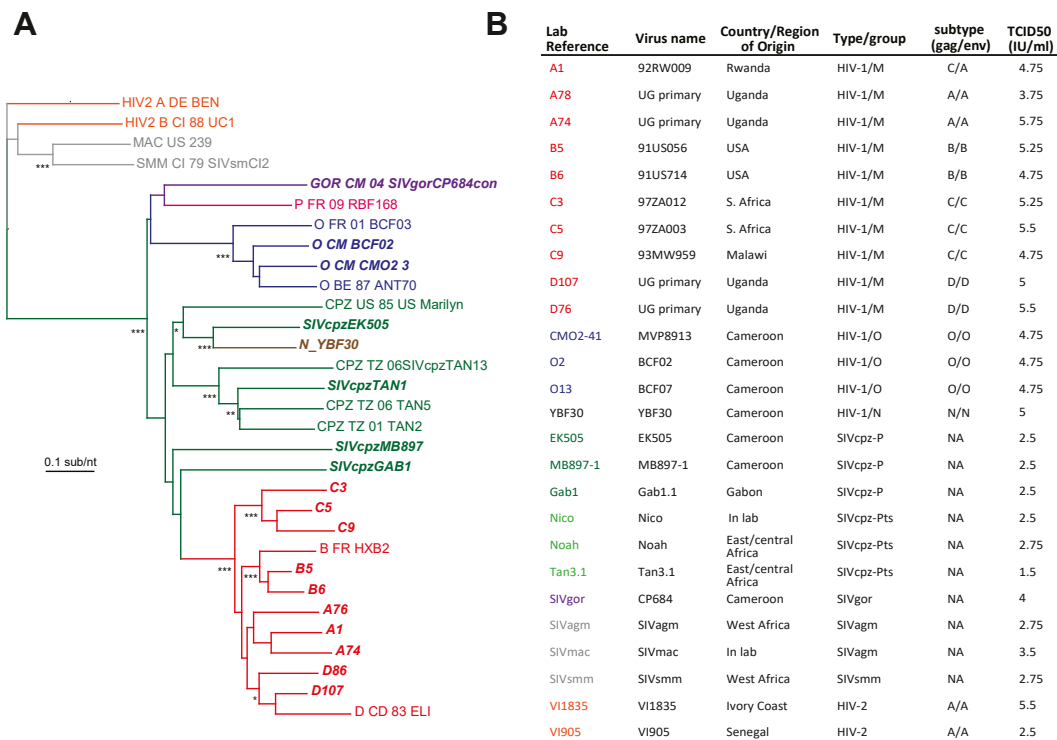 A
HIV2 A DE BEN
HIV2 B CI 88 UC1
MAC US 239
*** SMM CI 79 SIVsmCI2
GOR CM 04 SIVgorCP684con
P FR 09 RBF168
O FR 01 BCF03
*** O CM BCF02
O CM CMO2 3
O BE 87 ANT70
CPZ US 85 US Marilyn
*** * SIVcpzEK505
*** N_YBF30
CPZ TZ 06SIVcpzTAN13
*** SIVcpzTAN1
** CPZ TZ 06 TAN5
CPZ TZ 01 TAN2
SIVcpzMB897
0.1 sub/nt SIVcpzGAB1
C3
*** C5
C9
B FR HXB2
*** *** B5
B6
A76
A1
A74
D86
* D107
D CD 83 ELI
B
Lab Reference Virus name Country/Region of Origin Type/group subtype (gag/env) TCID50 (IU/ml)
A1 92RW009 Rwanda HIV-1/M C/A 4.75
A78 UG primary Uganda HIV-1/M A/A 3.75
A74 UG primary Uganda HIV-1/M A/A 5.75
B5 91US056 USA HIV-1/M B/B 5.25
B6 91US714 USA HIV-1/M B/B 4.75
C3 97ZA012 S. Africa HIV-1/M C/C 5.25
C5 97ZA003 S. Africa HIV-1/M C/C 5.5
C9 93MW959 Malawi HIV-1/M C/C 4.75
D107 UG primary Uganda HIV-1/M D/D 5
D76 UG primary Uganda HIV-1/M D/D 5.5
CMO2-41 MVP8913 Cameroon HIV-1/O O/O 4.75
O2 BCF02 Cameroon HIV-1/O O/O 4.75
O13 BCF07 Cameroon HIV-1/O O/O 4.75
YBF30 YBF30 Cameroon HIV-1/N N/N 5
EK505 EK505 Cameroon SIVcpz-P NA 2.5
MB897-1 MB897-1 Cameroon SIVcpz-P NA 2.5
Gab1 Gab1.1 Gabon SIVcpz-P NA 2.5
Nico Nico In lab SIVcpz-Pts NA 2.5
Noah Noah East/central Africa SIVcpz-Pts NA 2.75
Tan3.1 Tan3.1 East/central Africa SIVcpz-Pts NA 1.5
SIVgor CP684 Cameroon SIVgor NA 4
SIVagm SIVagm West Africa SIVagm NA 2.75
SIVmac SIVmac In lab SIVagm NA 3.5
SIVsmm SIVsmm West Africa SIVsmm NA 2.75
VI1835 VI1835 Ivory Coast HIV-2 A/A 5.5
VI905 VI905 Senegal HIV-2 A/A 2.5